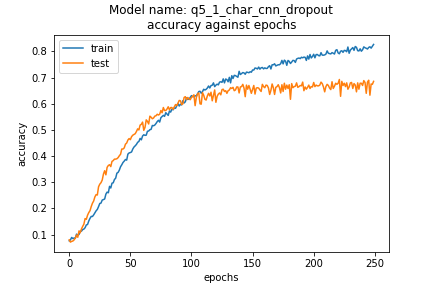 Model name: q5_1_char_cnn_dropout
accuracy against epochs
train
test
accuracy
0.8
0.7
0.6
0.5
0.4
0.3
0.2
0.1
0
50
100
150
200
250
epochs